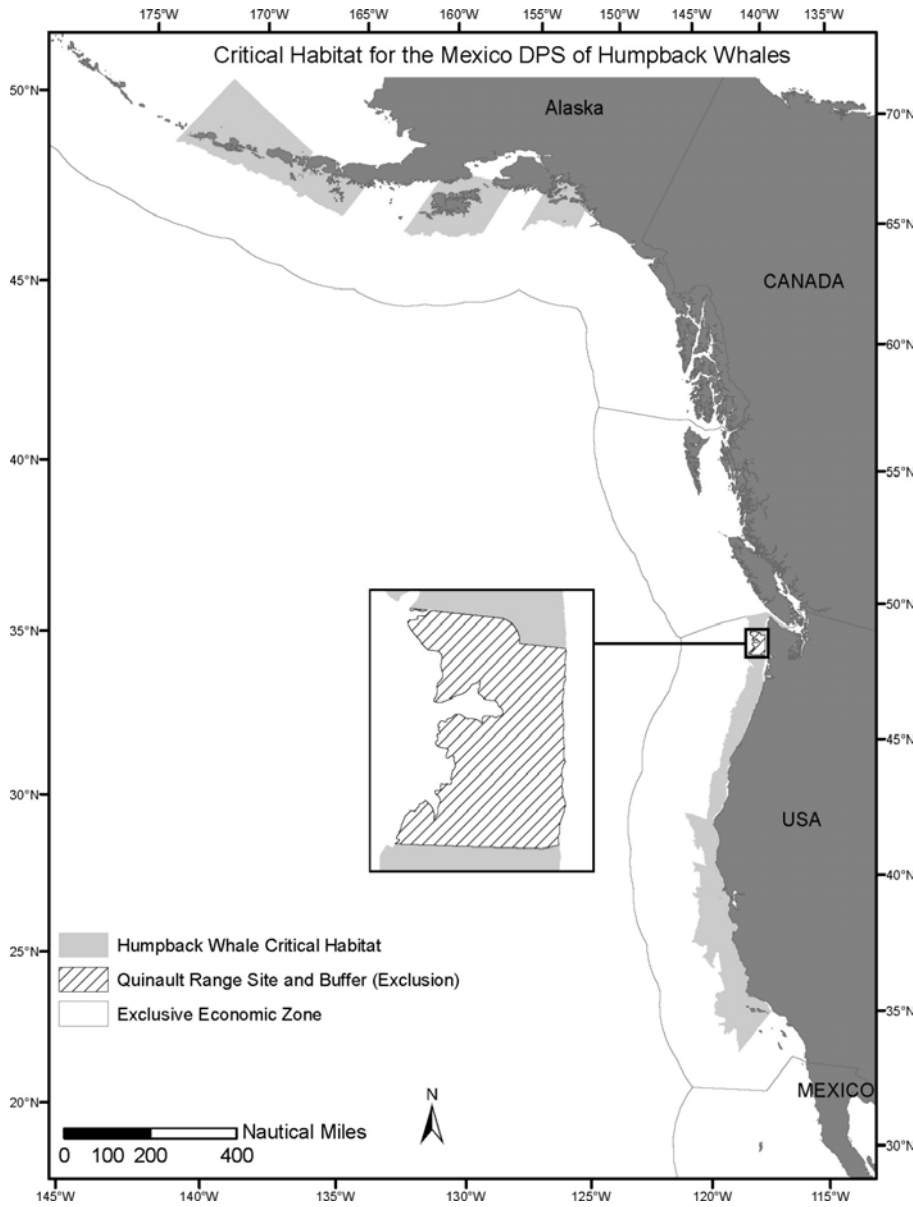 175°W 170°W 165°W 160°W 155°W 150°W 145°W 140°W 135°W
Critical Habitat for the Mexico DPS of Humpback Whales
50°N
Alaska
70°N
65°N
45°N
CANADA
60°N
40°N
55°N
50°N
35°N
45°N
30°N
USA
40°N
Humpback Whale Critical Habitat
25°N
Quinault Range Site and Buffer (Exclusion)
Exclusive Economic Zone
35°N
MEXICO
N
20°N
Nautical Miles
30°N
0 100 200 400
145°W 140°W 135°W 130°W 125°W 120°W 115°W